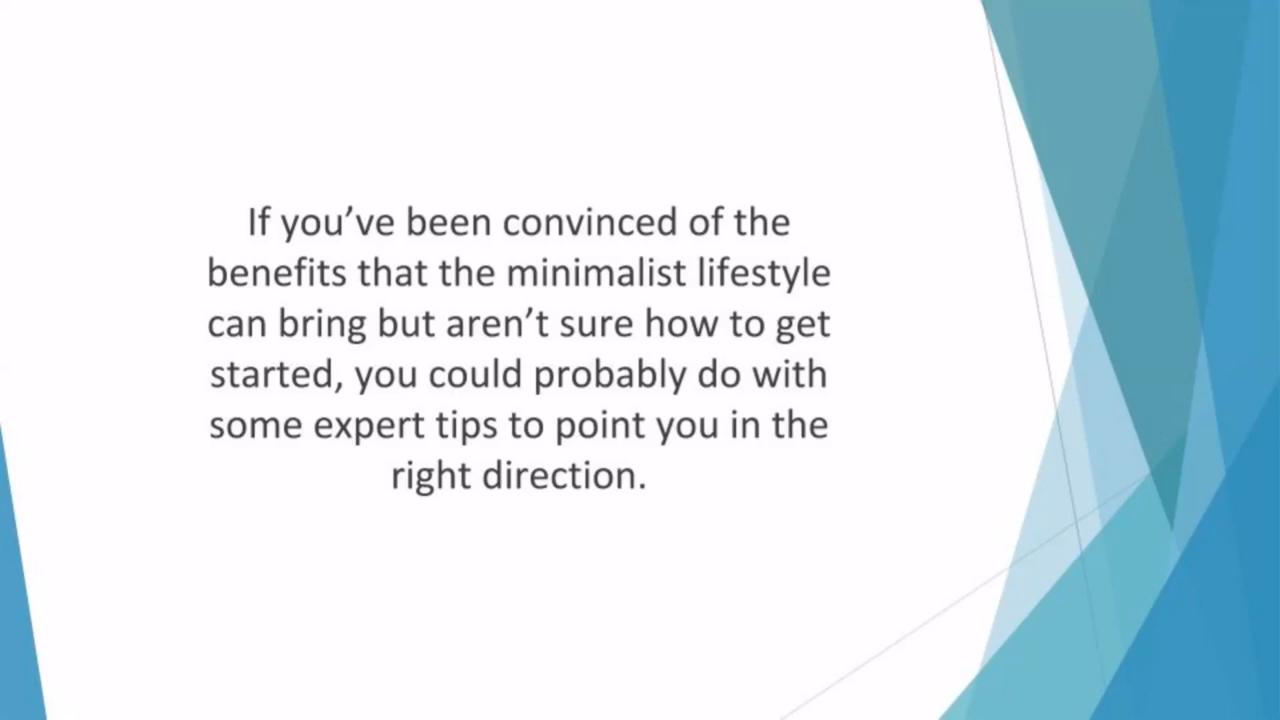 If you’ve been convinced of the
benefits that the minimalist lifestyle
can bring but aren’t sure how to get
started, you could probably do with
some expert tips to point you in the
right direction.